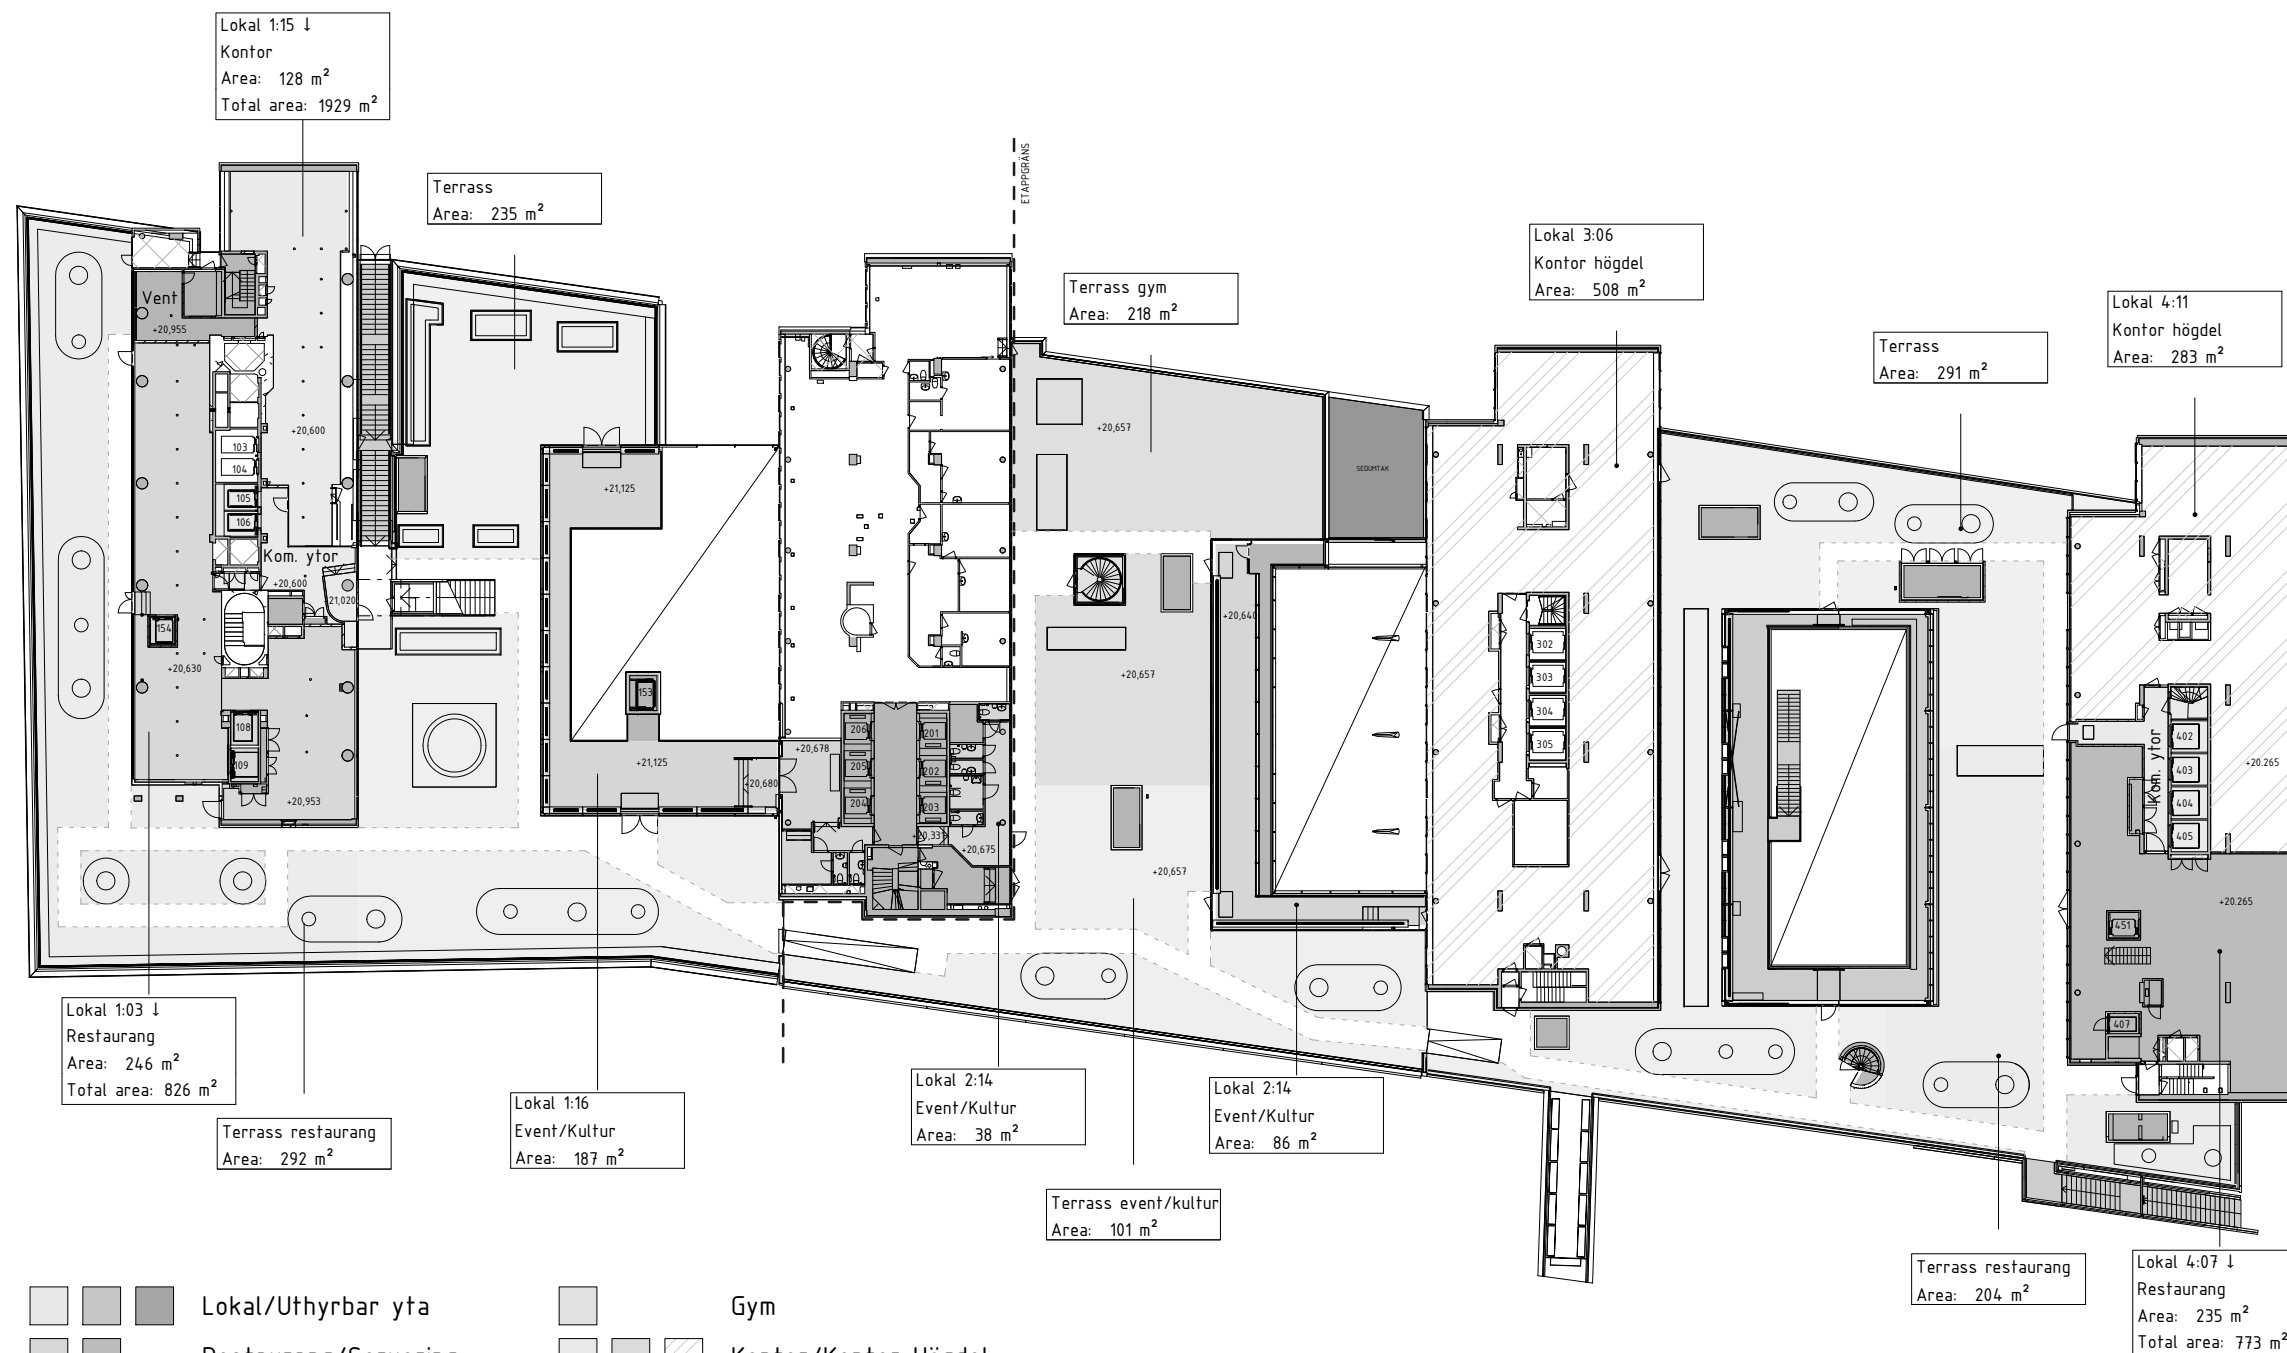 Lokal 1:15 ↓
Kontor
Area: 128 m²
Total area: 1929 m²
Terrass
Area: 235 m²
ETAPPGRÄNS
Terrass gym
Area: 218 m²
Lokal 3:06
Kontor högdel
Area: 508 m²
Terrass
Area: 291 m²
Lokal 4:11
Kontor högdel
Area: 283 m²
Vent
+20,955
+20,600
103
104
105
106
Kom. ytor
+20,600
+21,020
154
+20,630
108
109
+20,953
+21,125
153
+21,125
+20,680
+20,678
206
205
204
201
202
203
+20,675
+20,657
SEDUMTAK
+20,657
+20,657
+20,640
302
303
304
305
402
403
404
405
Kom. ytor
+20.265
+20.265
451
407
Lokal 1:03 ↓
Restaurang
Area: 246 m²
Total area: 826 m²
Terrass restaurang
Area: 292 m²
Lokal 1:16
Event/Kultur
Area: 187 m²
Lokal 2:14
Event/Kultur
Area: 38 m²
Lokal 2:14
Event/Kultur
Area: 86 m²
Terrass event/kultur
Area: 101 m²
Terrass restaurang
Area: 204 m²
Lokal 4:07 ↓
Restaurang
Area: 235 m²
Total area: 773 m²
Lokal/Uthyrbar yta
Gym